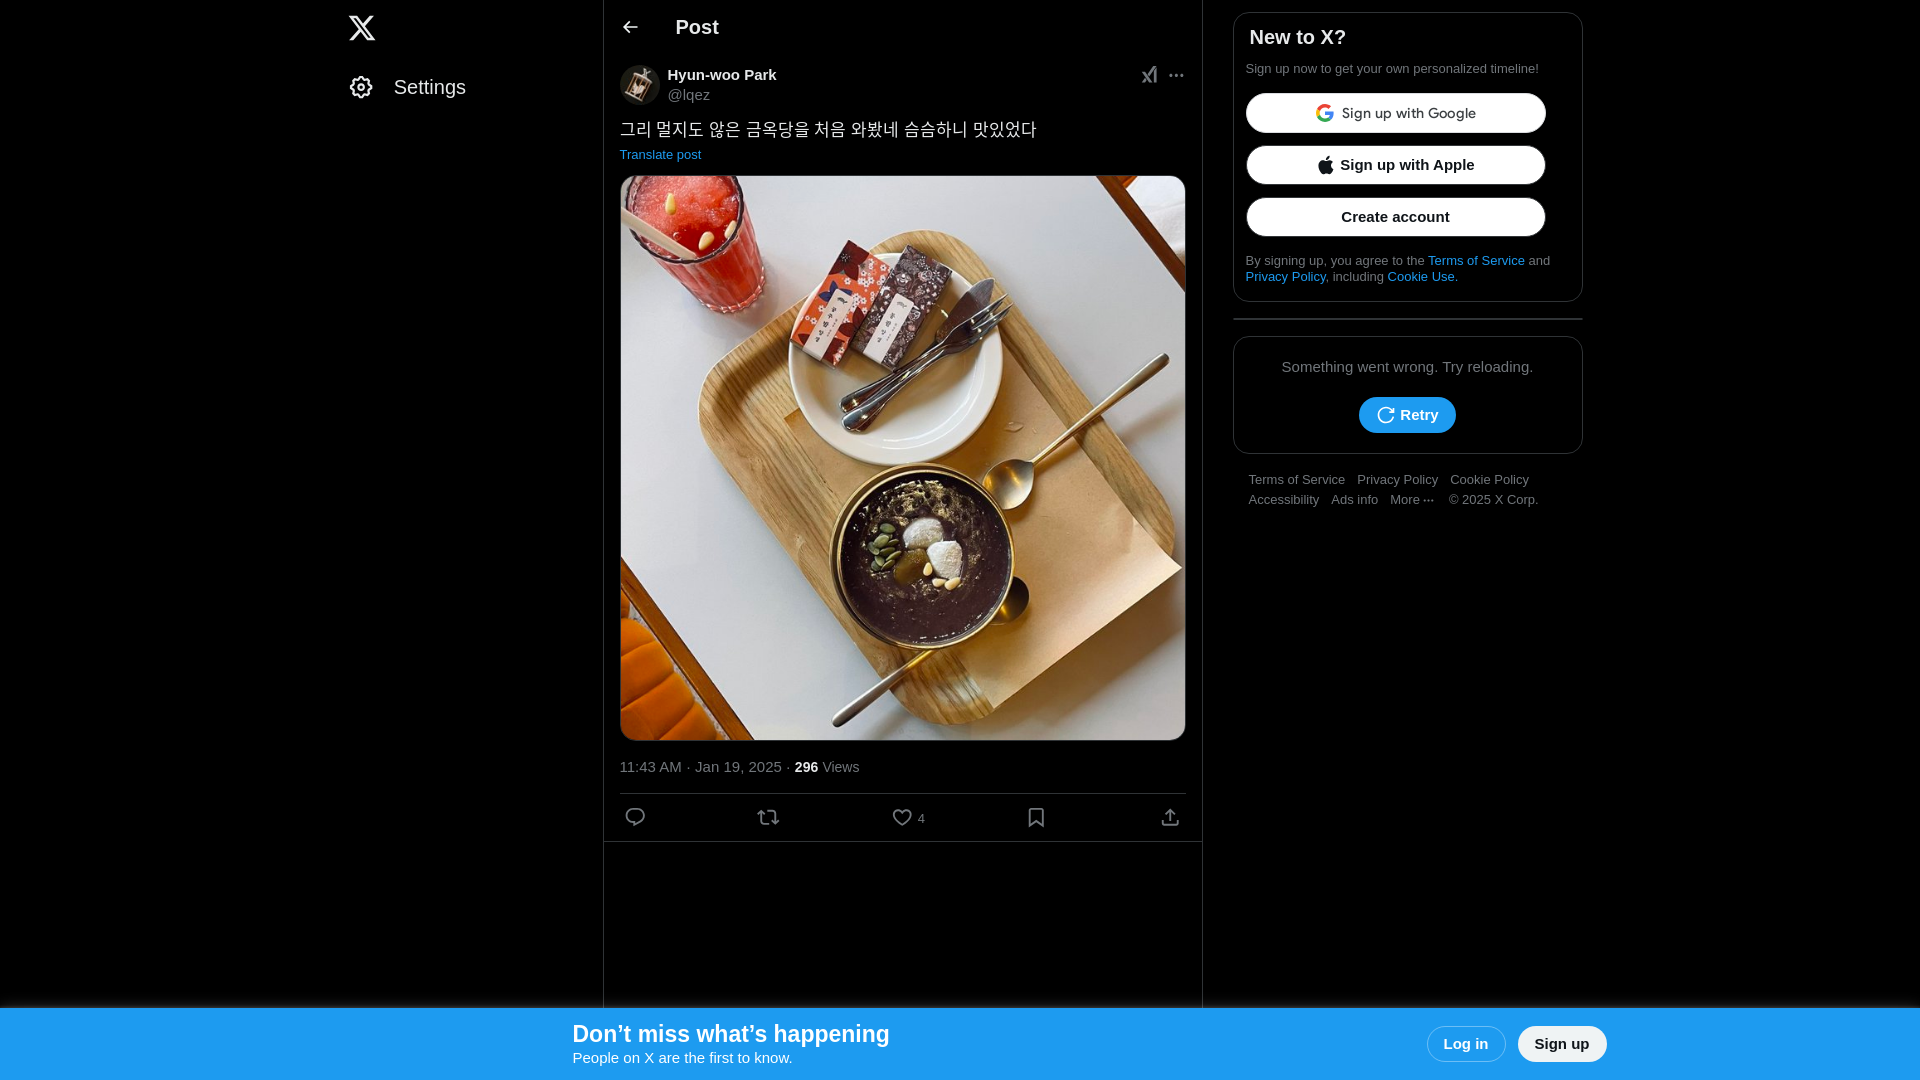 Settings
Post
Hyun-woo Park
@lqez
그리 멀지도 않은 금옥당을 처음 와봤네 슴슴하니 맛있었다
Translate post
11:43 AM · Jan 19, 2025 · 296 Views
4
New to X?
Sign up now to get your own personalized timeline!
Sign up with Google
Sign up with Apple
Create account
By signing up, you agree to the Terms of Service and
Privacy Policy, including Cookie Use.
Something went wrong. Try reloading.
Retry
Terms of Service Privacy Policy Cookie Policy
Accessibility Ads info More ··· © 2025 X Corp.
Don’t miss what’s happening
People on X are the first to know.
Log in
Sign up